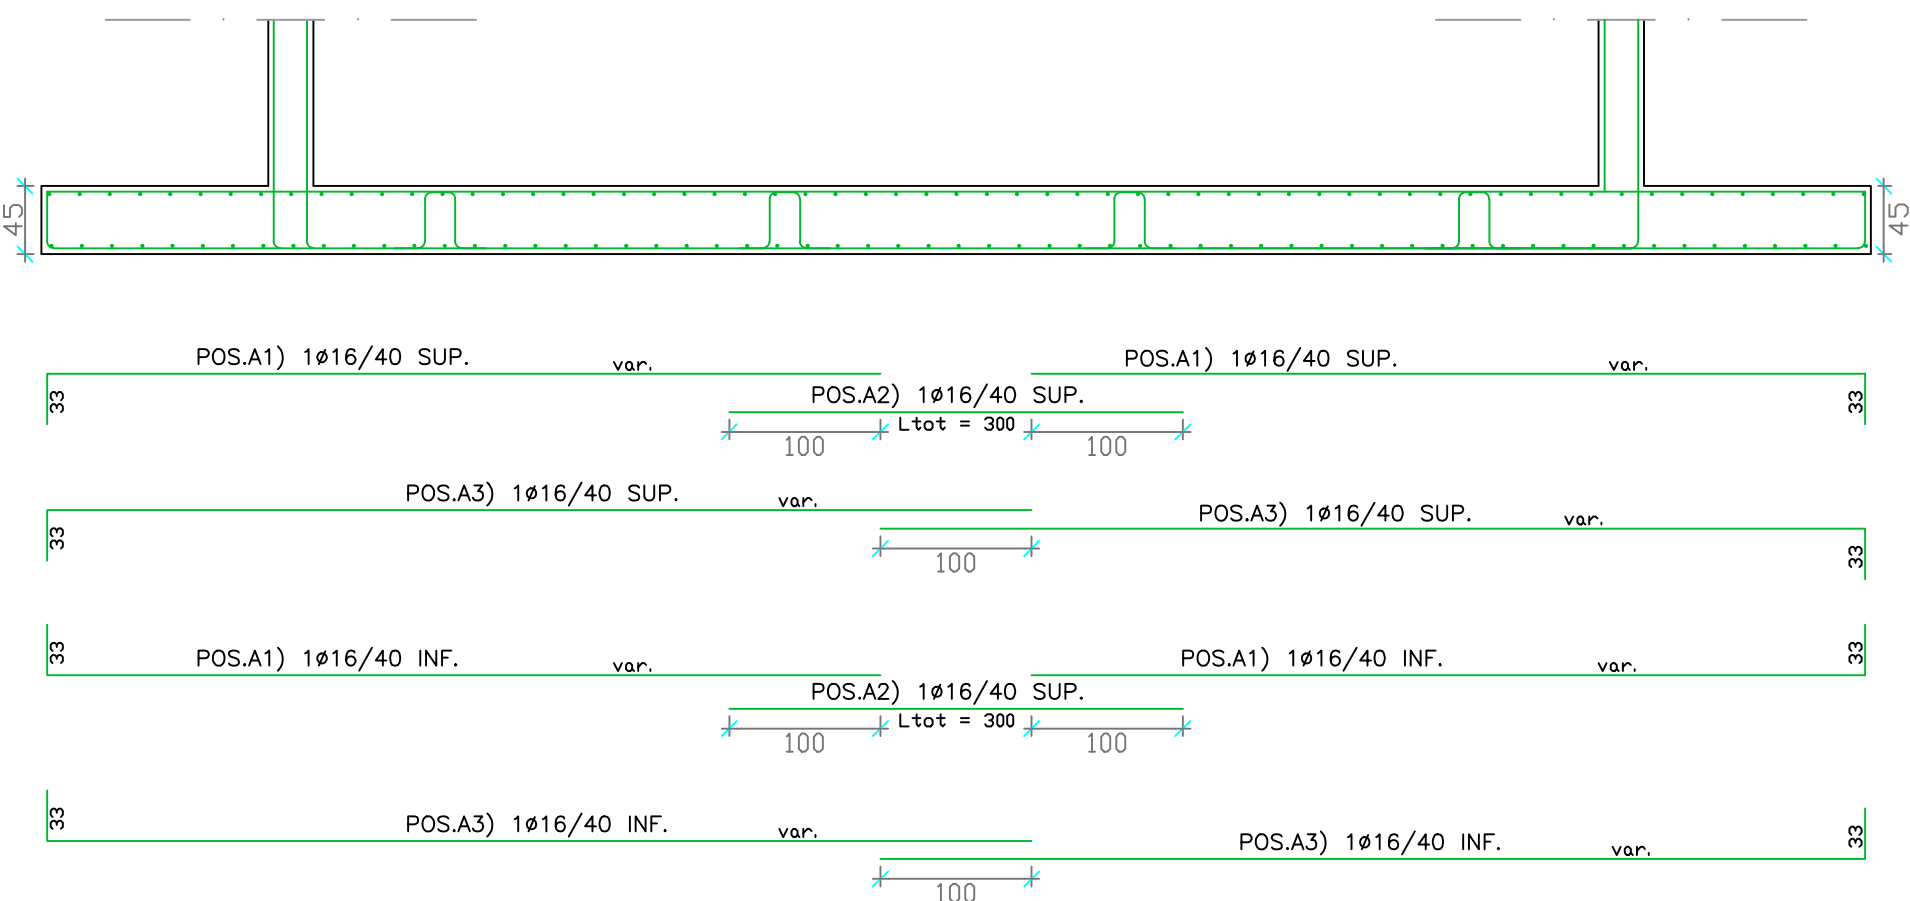 45
45
POS.A1) 1ø16/40 SUP. var.
POS.A1) 1ø16/40 SUP. var.
33
33
POS.A2) 1ø16/40 SUP.
Ltot = 300
100
100
POS.A3) 1ø16/40 SUP. var.
POS.A3) 1ø16/40 SUP. var.
33
33
100
33
33
POS.A1) 1ø16/40 INF. var.
POS.A1) 1ø16/40 INF. var.
POS.A2) 1ø16/40 SUP.
Ltot = 300
100
100
33
33
POS.A3) 1ø16/40 INF. var.
POS.A3) 1ø16/40 INF. var.
100